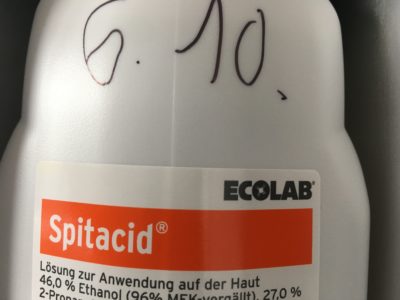 6. 10.
ECOLAB®
Spitacid®
Lösung zur Anwendung auf der Haut
46,0 % Ethanol (96% MEK-vergällt), 27,0 %